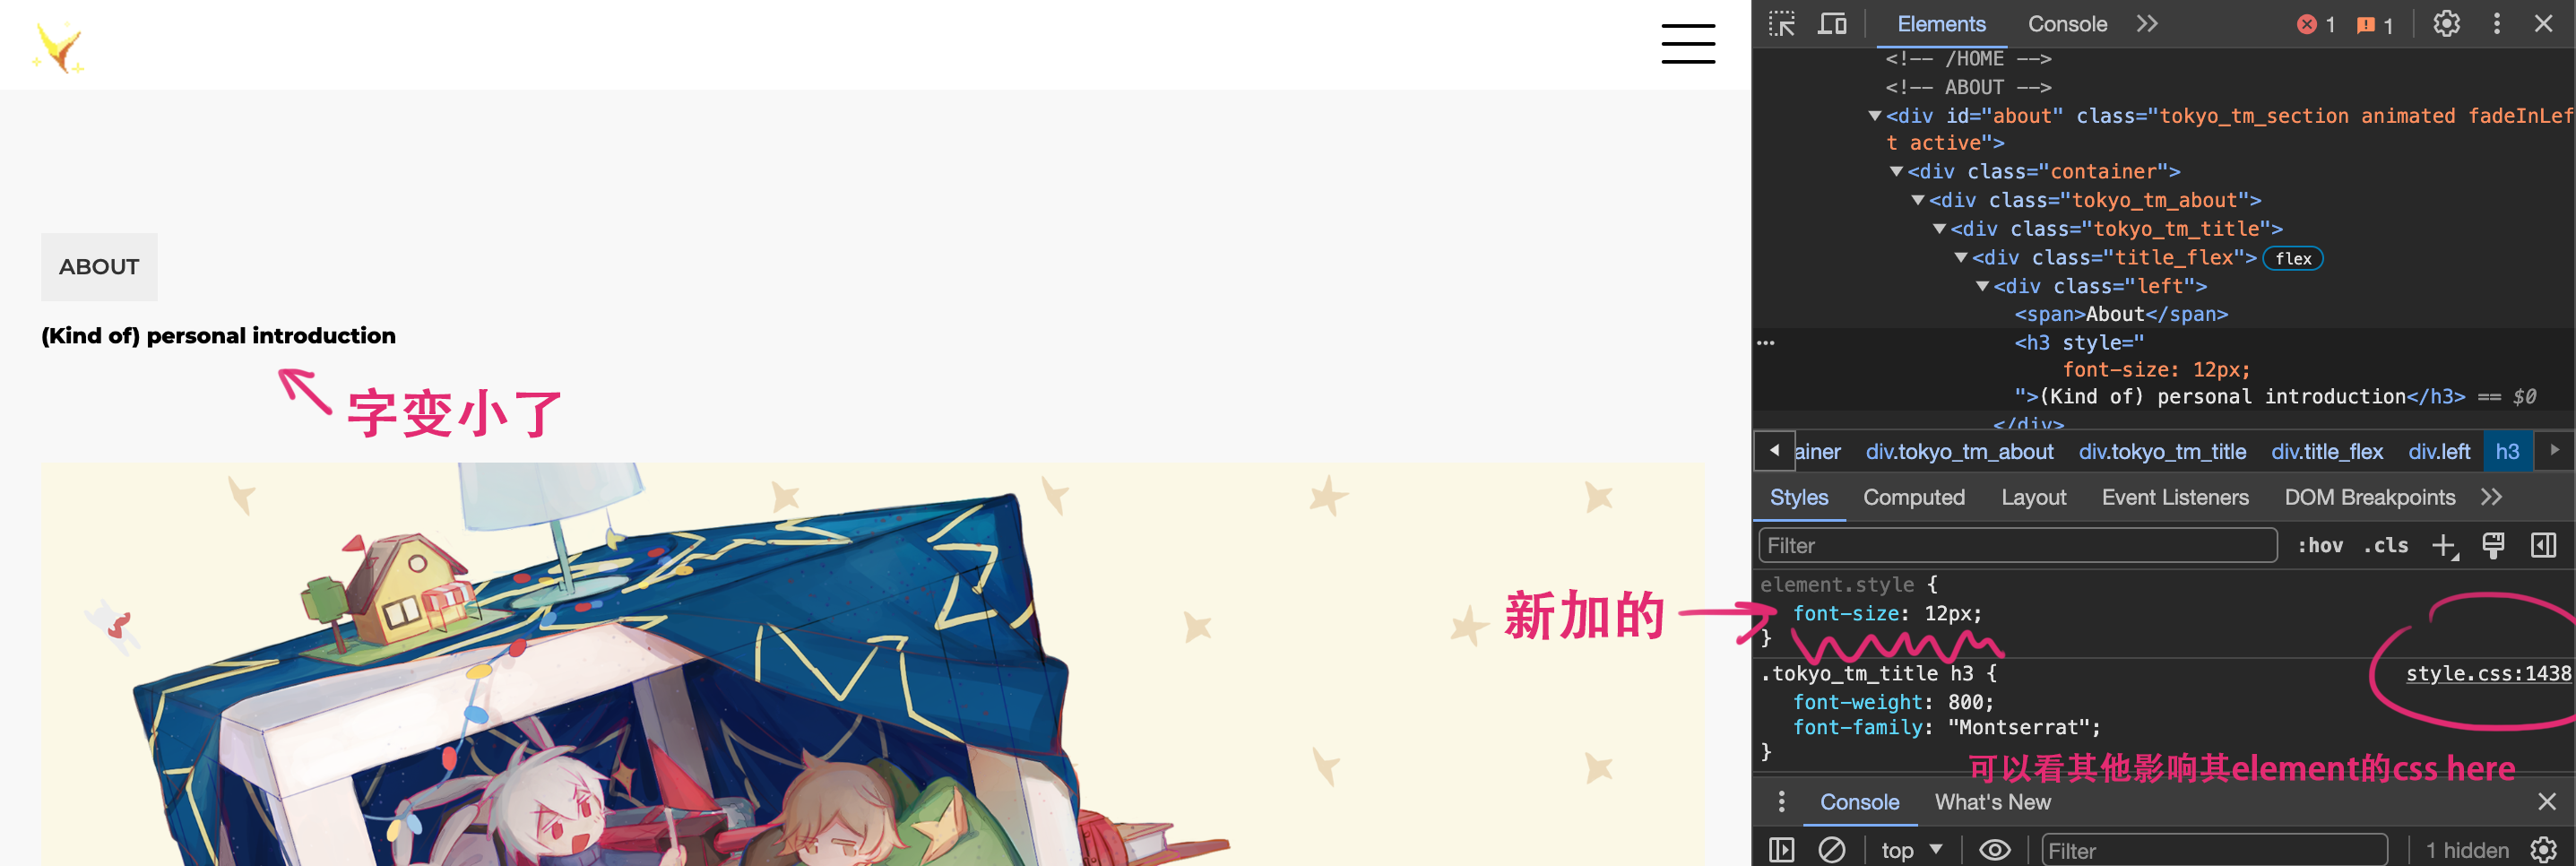 ABOUT
(Kind of) personal introduction
字变小了
新加的
Elements Console 1 1
<!-- /HOME -->
<!-- ABOUT -->
<div id="about" class="tokyo_tm_section animated fadeInLef
t active">
<div class="container">
<div class="tokyo_tm_about">
<div class="tokyo_tm_title">
<div class="title_flex"> flex
<div class="left">
<span>About</span>
<h3 style="
font-size: 12px;
">(Kind of) personal introduction</h3> == $0
</div>
ainer div.tokyo_tm_about div.tokyo_tm_title div.title_flex div.left h3
Styles Computed Layout Event Listeners DOM Breakpoints
Filter :hov .cls
element.style {
font-size: 12px;
}
.tokyo_tm_title h3 { style.css:1438
font-weight: 800;
font-family: "Montserrat";
}
可以看其他影响其element的css here
Console What's New
top Filter 1 hidden